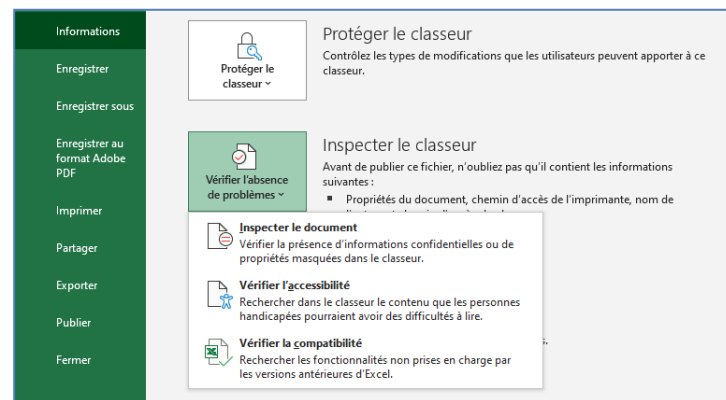 Informations
Enregistrer
Enregistrer sous
Enregistrer au
format Adobe
PDF
Imprimer
Partager
Exporter
Publier
Fermer
Protéger le
classeur
Protéger le classeur
Contrôlez les types de modifications que les utilisateurs peuvent apporter à ce
classeur.
Vérifier l'absence
de problèmes
Inspecter le classeur
Avant de publier ce fichier, n'oubliez pas qu'il contient les informations
suivantes :
Propriétés du document, chemin d'accès de l'imprimante, nom de
Inspecter le document
Vérifier la présence d'informations confidentielles ou de
propriétés masquées dans le classeur.
Vérifier l'accessibilité
Rechercher dans le classeur le contenu que les personnes
handicapées pourraient avoir des difficultés à lire.
Vérifier la compatibilité
Rechercher les fonctionnalités non prises en charge par
les versions antérieures d'Excel.